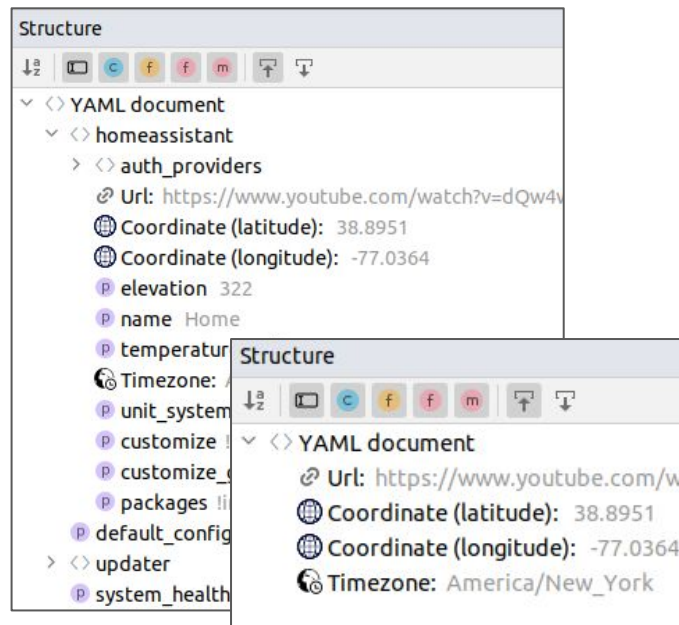 Structure
YAML document
homeassistant
auth_providers
Url: https://www.youtube.com/watch?v=dQw4
Coordinate (latitude): 38.8951
Coordinate (longitude): -77.0364
elevation 322
name Home
temperatur
Timezone:
unit_system
customize !
customize_
packages !i
default_config
updater
system_health
Structure
YAML document
Url: https://www.youtube.com/w
Coordinate (latitude): 38.8951
Coordinate (longitude): -77.0364
Timezone: America/New_York